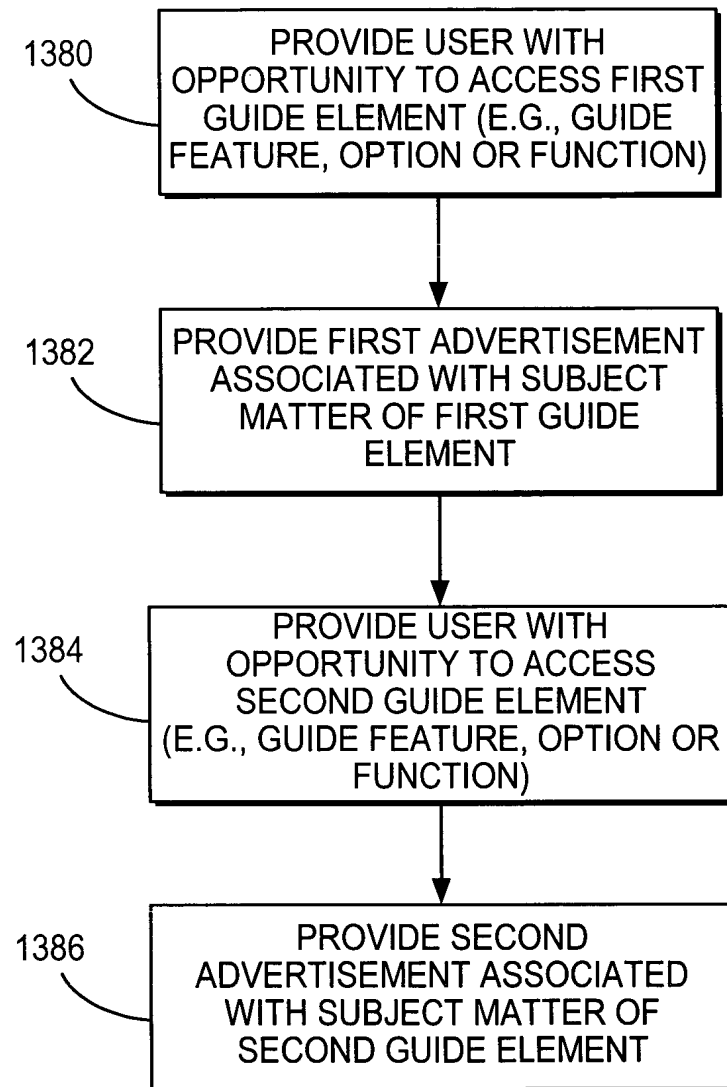 1380
PROVIDE USER WITH
OPPORTUNITY TO ACCESS FIRST
GUIDE ELEMENT (E.G., GUIDE
FEATURE, OPTION OR FUNCTION)
1382
PROVIDE FIRST ADVERTISEMENT
ASSOCIATED WITH SUBJECT
MATTER OF FIRST GUIDE
ELEMENT
1384
PROVIDE USER WITH
OPPORTUNITY TO ACCESS
SECOND GUIDE ELEMENT
(E.G., GUIDE FEATURE, OPTION OR
FUNCTION)
1386
PROVIDE SECOND
ADVERTISEMENT ASSOCIATED
WITH SUBJECT MATTER OF
SECOND GUIDE ELEMENT